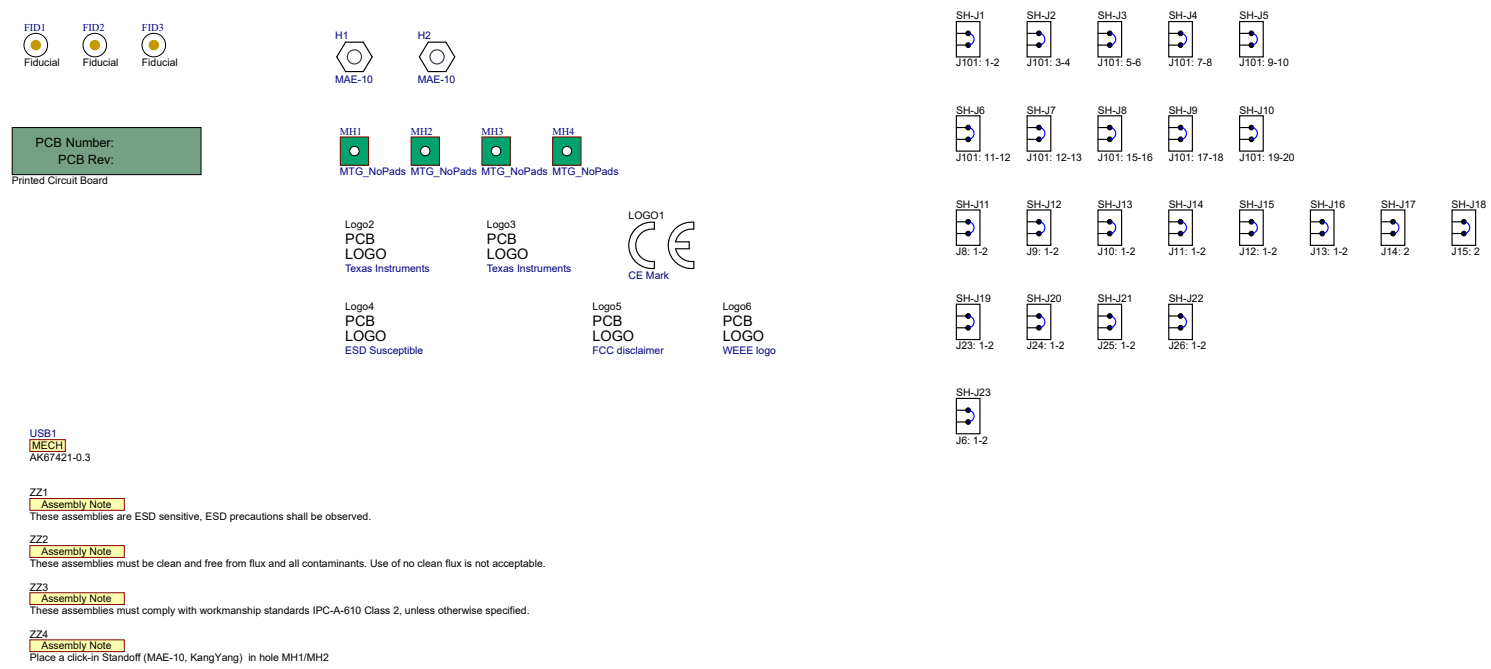 FID1 FID2 FID3
Fiducial Fiducial Fiducial
H1 H2
MAE-10 MAE-10
PCB Number:
PCB Rev:
Printed Circuit Board
MH1 MH2 MH3 MH4
MTG_NoPads MTG_NoPads MTG_NoPads MTG_NoPads
Logo2 Logo3 LOGO1
PCB PCB
LOGO LOGO
Texas Instruments Texas Instruments CE Mark
Logo4 Logo5 Logo6
PCB PCB PCB
LOGO LOGO LOGO
ESD Susceptible FCC disclaimer WEEE logo
SH-J1 SH-J2 SH-J3 SH-J4 SH-J5
J101: 1-2 J101: 3-4 J101: 5-6 J101: 7-8 J101: 9-10
SH-J6 SH-J7 SH-J8 SH-J9 SH-J10
J101: 11-12 J101: 12-13 J101: 15-16 J101: 17-18 J101: 19-20
SH-J11 SH-J12 SH-J13 SH-J14 SH-J15 SH-J16 SH-J17 SH-J18
J8: 1-2 J9: 1-2 J10: 1-2 J11: 1-2 J12: 1-2 J13: 1-2 J14: 2 J15: 2
SH-J19 SH-J20 SH-J21 SH-J22
J23: 1-2 J24: 1-2 J25: 1-2 J26: 1-2
SH-J23
J6: 1-2
USB1
MECH
AK67421-0.3
ZZ1
Assembly Note
These assemblies are ESD sensitive, ESD precautions shall be observed.
ZZ2
Assembly Note
These assemblies must be clean and free from flux and all contaminants. Use of no clean flux is not acceptable.
ZZ3
Assembly Note
These assemblies must comply with workmanship standards IPC-A-610 Class 2, unless otherwise specified.
ZZ4
Assembly Note
Place a click-in Standoff (MAE-10, KangYang) in hole MH1/MH2